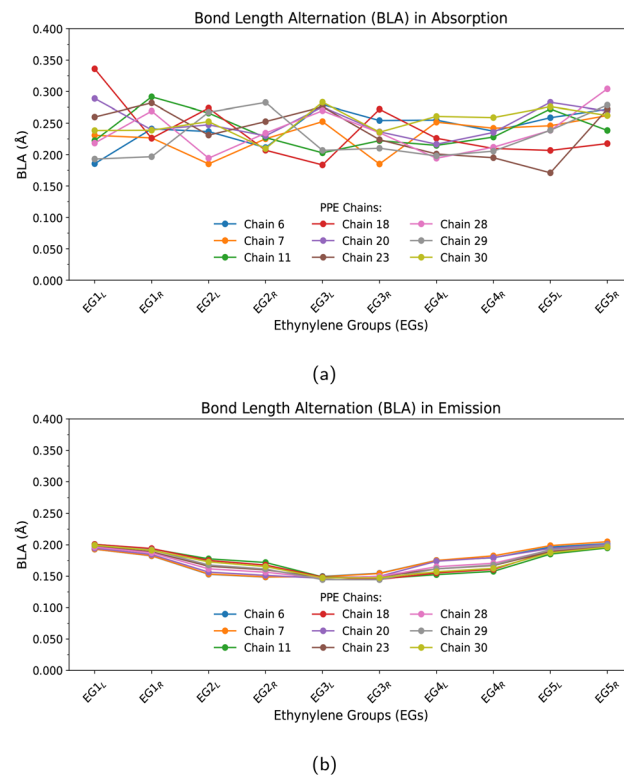 Bond Length Alternation (BLA) in Absorption
0.400
0.350
0.300
0.250
0.200
0.150
0.100
0.050
0.000
BLA (Å)
PPE Chains:
Chain 6 Chain 18 Chain 28
Chain 7 Chain 20 Chain 29
Chain 11 Chain 23 Chain 30
EG1L EG1R EG2L EG2R EG3L EG3R EG4L EG4R EG5L EG5R
Ethynylene Groups (EGs)
(a)
Bond Length Alternation (BLA) in Emission
0.400
0.350
0.300
0.250
0.200
0.150
0.100
0.050
0.000
BLA (Å)
PPE Chains:
Chain 6 Chain 18 Chain 28
Chain 7 Chain 20 Chain 29
Chain 11 Chain 23 Chain 30
EG1L EG1R EG2L EG2R EG3L EG3R EG4L EG4R EG5L EG5R
Ethynylene Groups (EGs)
(b)